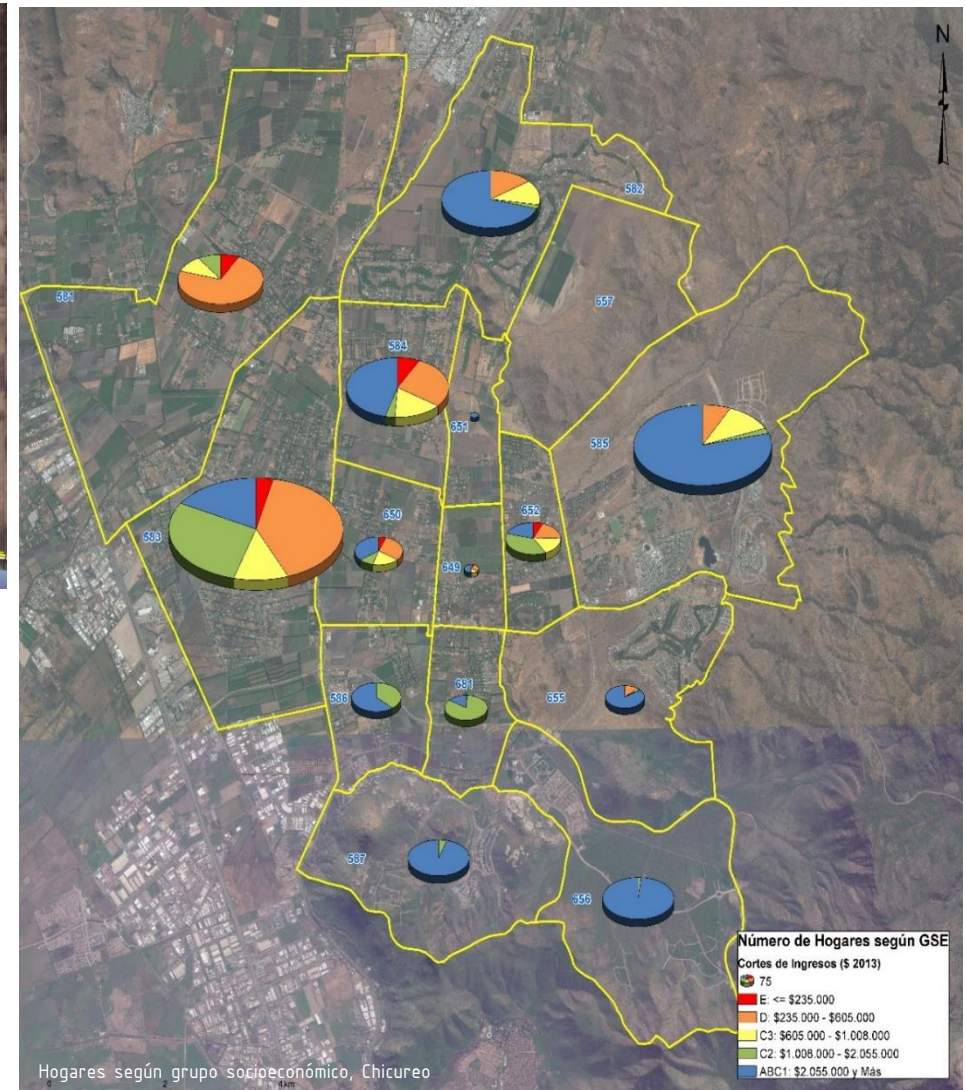 N
582
581
657
584
651
585
583
650
652
649
586
681
655
587
656
Número de Hogares según GSE
Cortes de Ingresos ($ 2013)
75
E: <= $235.000
D: $235.000 - $605.000
C3: $605.000 - $1.008.000
C2: $1.008.000 - $2.055.000
ABC1: $2.055.000 y Más
Hogares según grupo socioeconómico, Chicureo
0 2 4 km